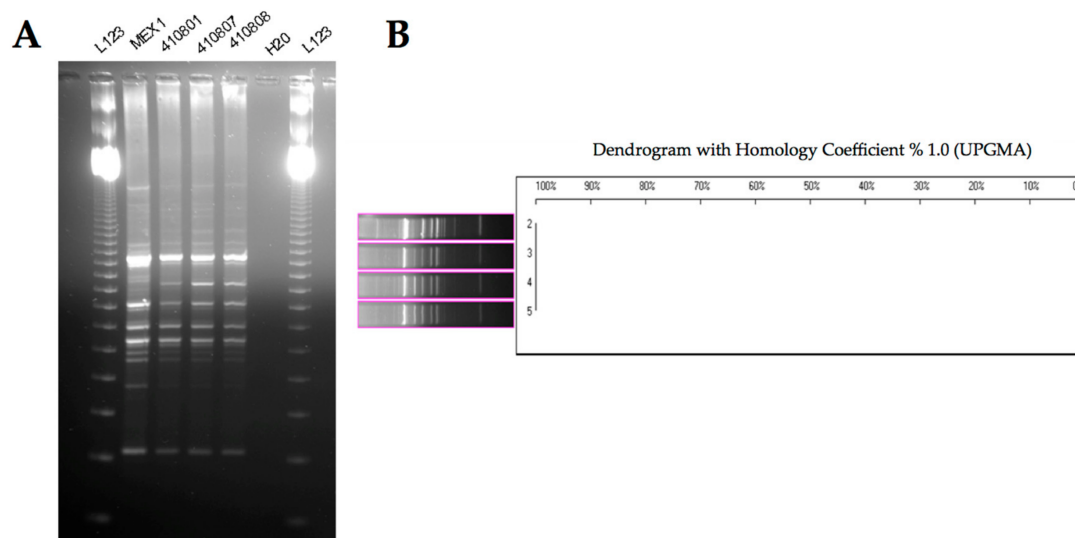 A
L123 MEX1 410801 410807 410808 H20 L123
B
Dendrogram with Homology Coefficient % 1.0 (UPGMA)
100% 90% 80% 70% 60% 50% 40% 30% 20% 10% 0
2
3
4
5